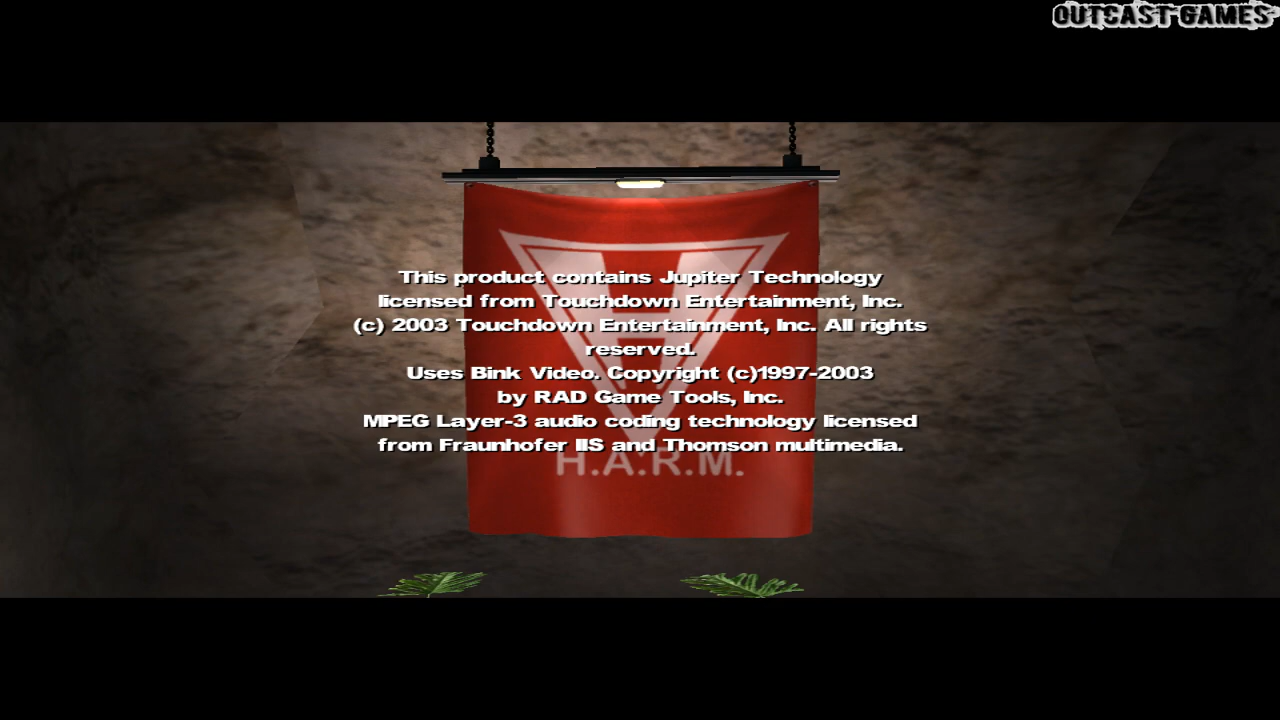 OUTCAST GAMES
This product contains Jupiter Technology
licensed from Touchdown Entertainment, Inc.
(c) 2003 Touchdown Entertainment, Inc. All rights
reserved.
Uses Bink Video. Copyright (c)1997-2003
by RAD Game Tools, Inc.
MPEG Layer-3 audio coding technology licensed
from Fraunhofer IIS and Thomson multimedia.
H.A.R.M.